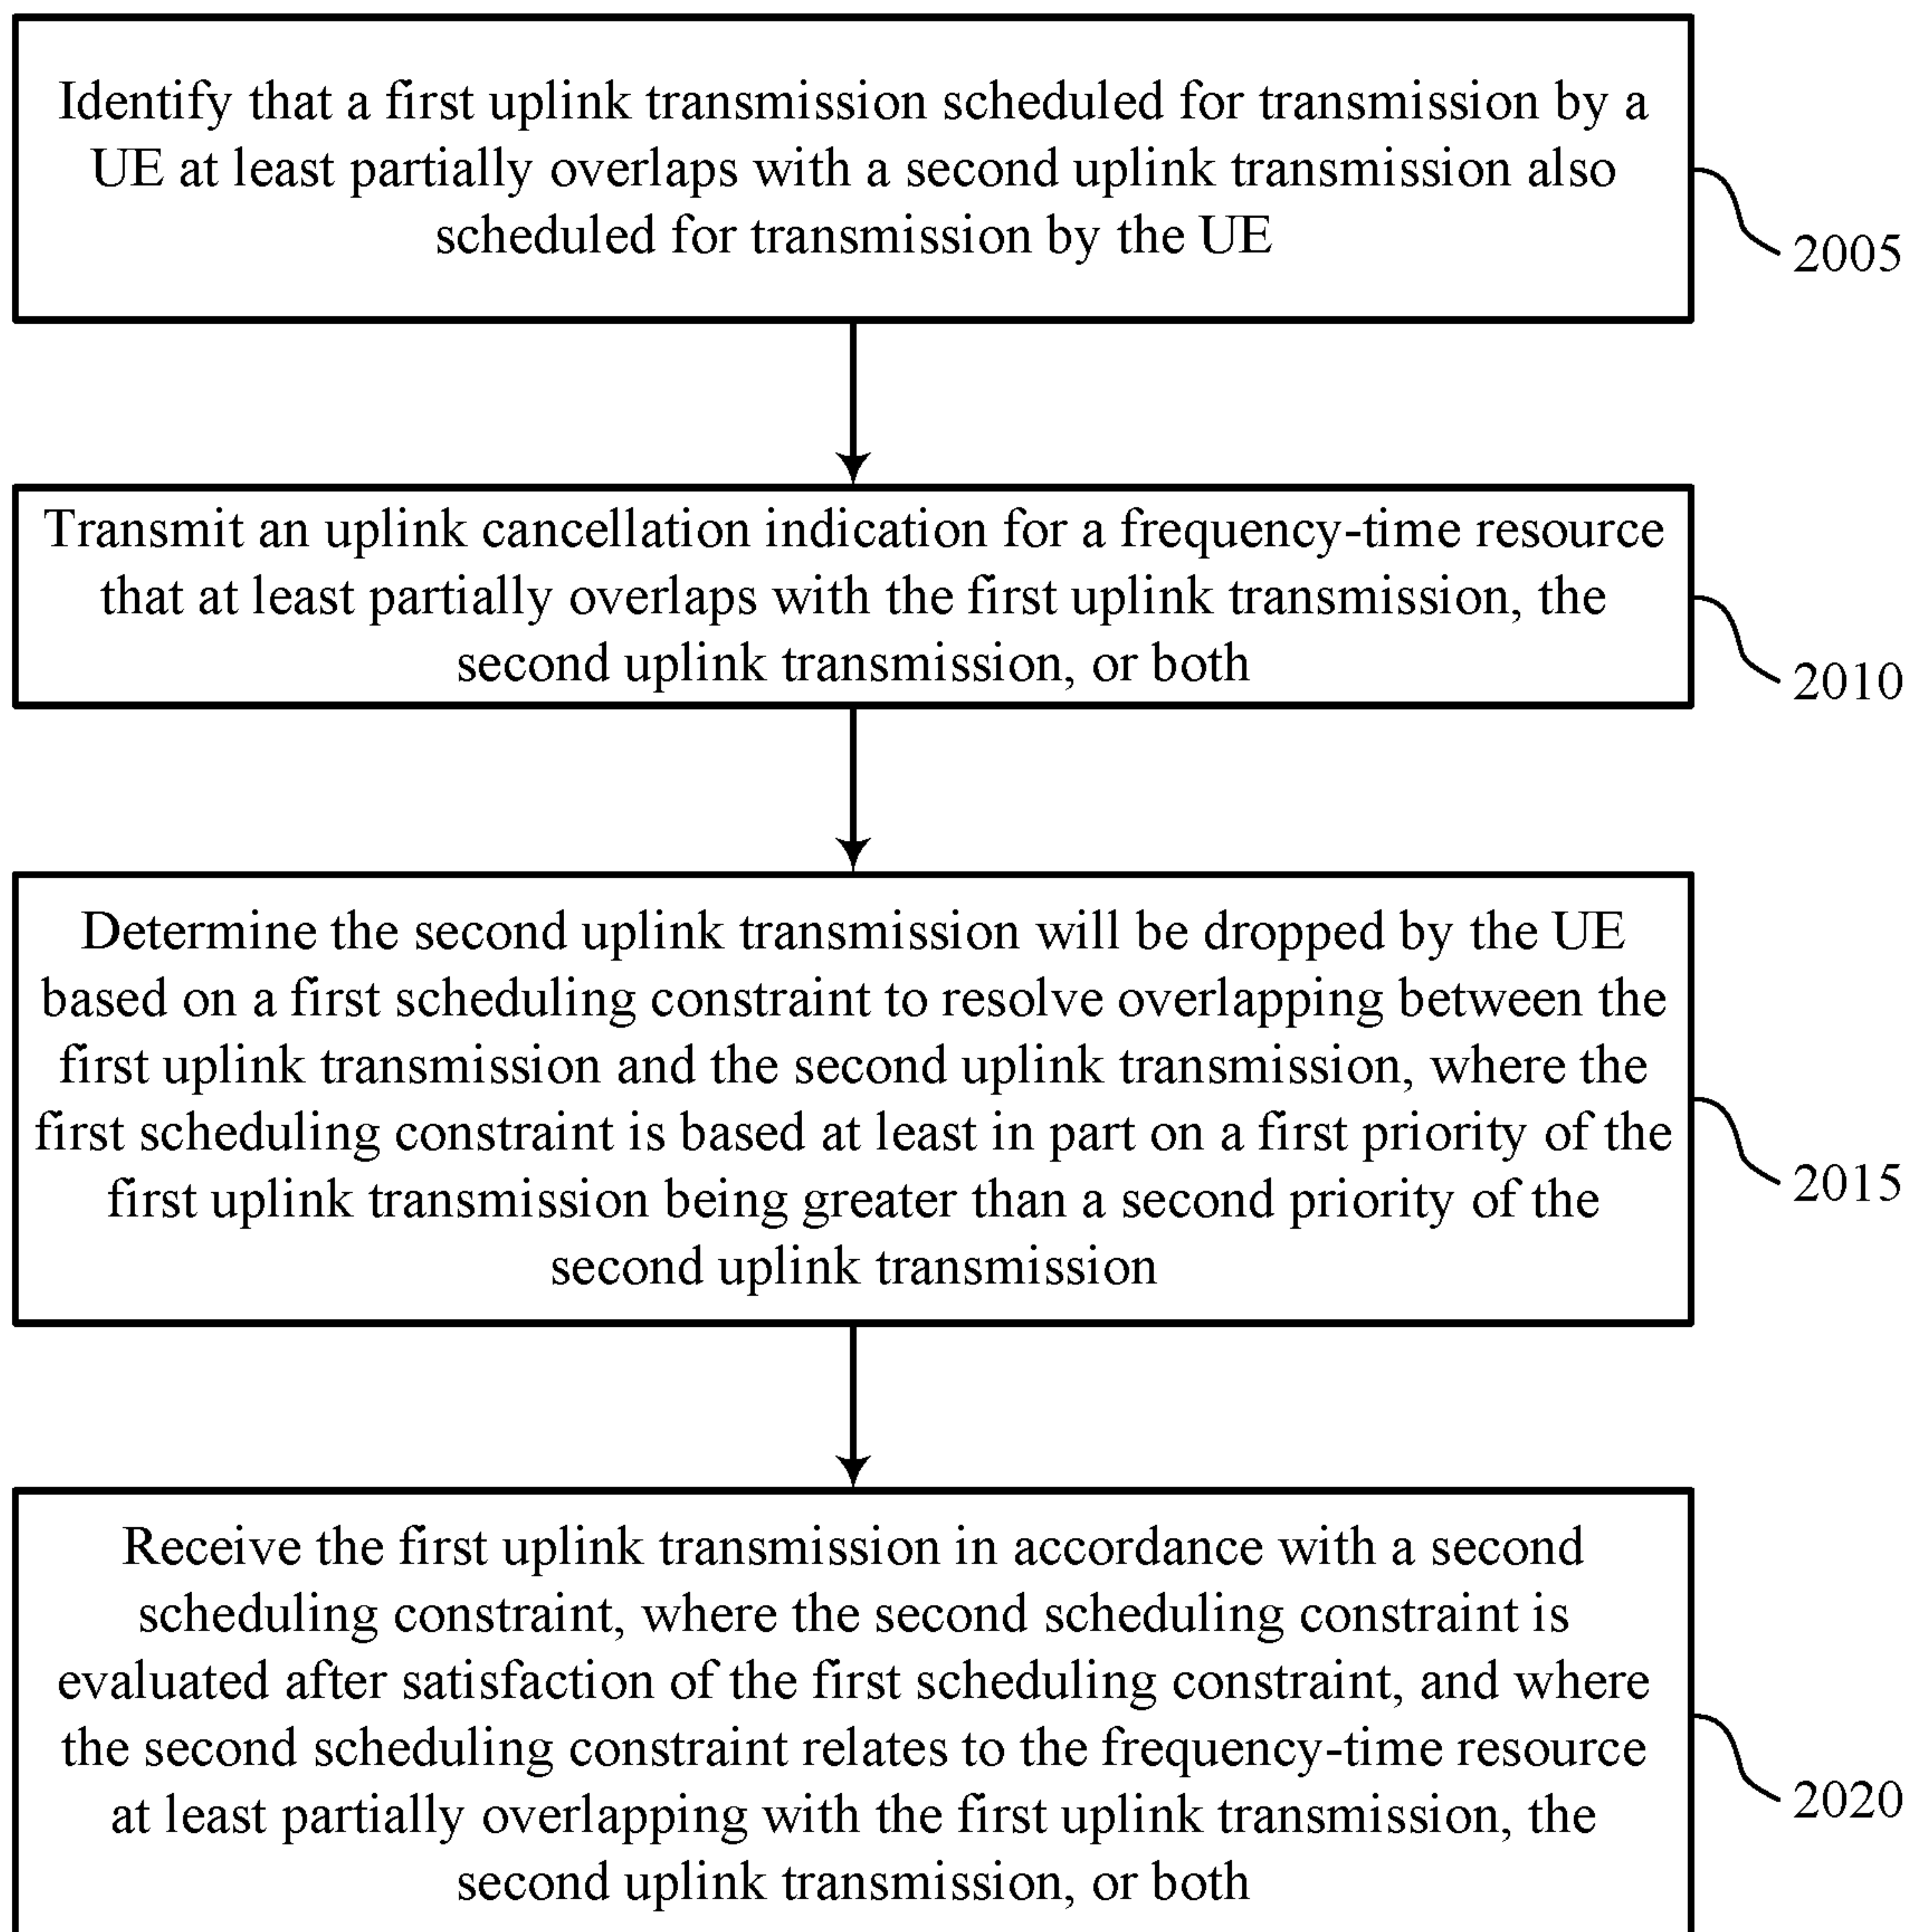 Identify that a first uplink transmission scheduled for transmission by a
UE at least partially overlaps with a second uplink transmission also
scheduled for transmission by the UE
2005
Transmit an uplink cancellation indication for a frequency-time resource
that at least partially overlaps with the first uplink transmission, the
second uplink transmission, or both
2010
Determine the second uplink transmission will be dropped by the UE
based on a first scheduling constraint to resolve overlapping between the
first uplink transmission and the second uplink transmission, where the
first scheduling constraint is based at least in part on a first priority of the
first uplink transmission being greater than a second priority of the
second uplink transmission
2015
Receive the first uplink transmission in accordance with a second
scheduling constraint, where the second scheduling constraint is
evaluated after satisfaction of the first scheduling constraint, and where
the second scheduling constraint relates to the frequency-time resource
at least partially overlapping with the first uplink transmission, the
second uplink transmission, or both
2020